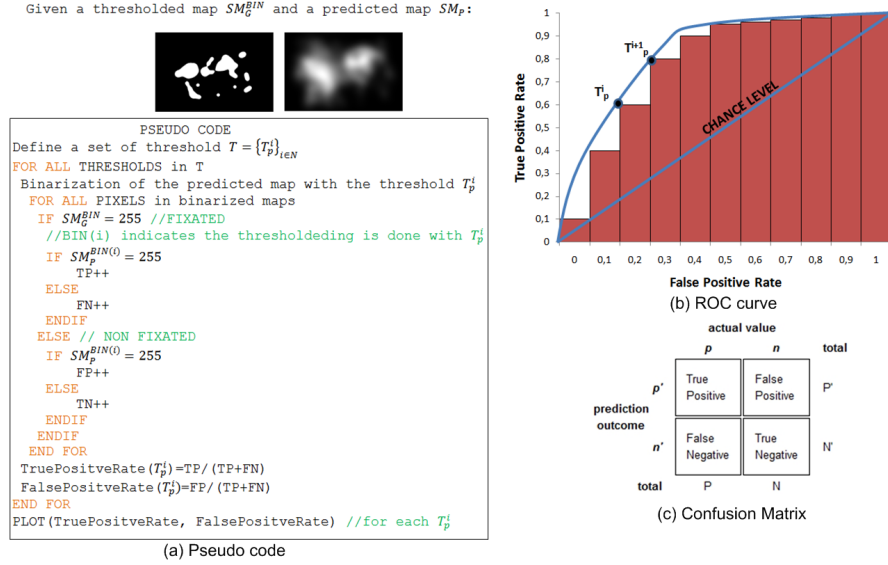 Given a thresholded map SM_G^BIN and a predicted map SM_P:
PSEUDO CODE
Define a set of threshold T = {T_p^i}_{i∈N}
FOR ALL THRESHOLDS in T
Binarization of the predicted map with the threshold T_p^i
FOR ALL PIXELS in binarized maps
IF SM_G^BIN = 255 //FIXATED
//BIN(i) indicates the thresholdeding is done with T_p^i
IF SM_P^BIN(i) = 255
TP++
ELSE
FN++
ENDIF
ELSE // NON FIXATED
IF SM_P^BIN(i) = 255
FP++
ELSE
TN++
ENDIF
ENDIF
END FOR
TruePositveRate(T_p^i)=TP/(TP+FN)
FalsePositveRate(T_p^i)=FP/(TP+FN)
END FOR
PLOT(TruePositveRate, FalsePositveRate) //for each T_p^i
(a) Pseudo code
True Positive Rate
1
0,9
0,8
0,7
0,6
0,5
0,4
0,3
0,2
0,1
0
T^i_p
T^i+1_p
CHANCE LEVEL
0 0,1 0,2 0,3 0,4 0,5 0,6 0,7 0,8 0,9 1
False Positive Rate
(b) ROC curve
actual value
p n total
prediction
outcome
p' True Positive False Positive P'
n' False Negative True Negative N'
total P N
(c) Confusion Matrix